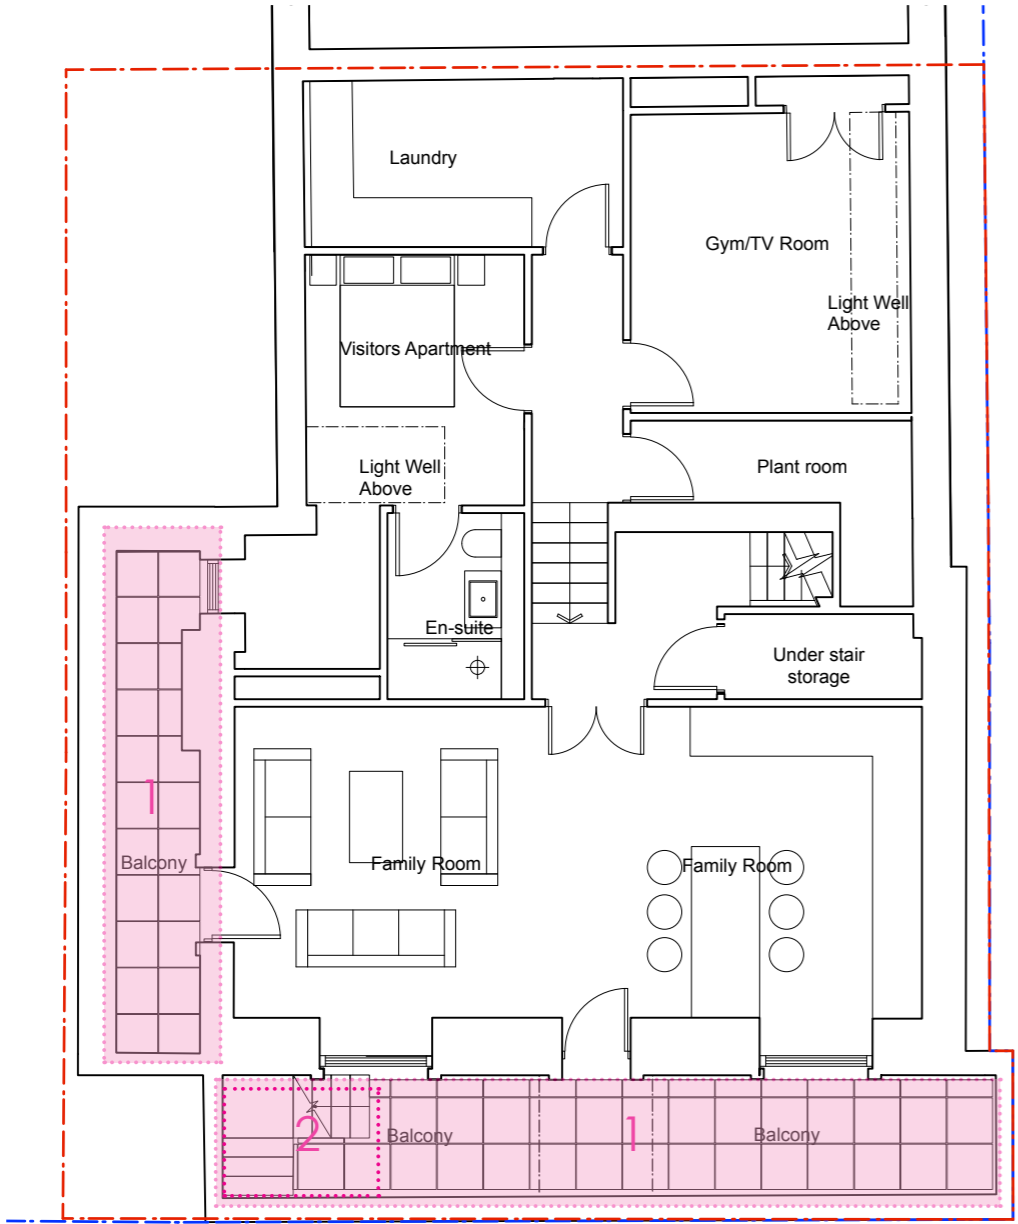 Laundry
Gym/TV Room
Light Well
Above
Visitors Apartment
Light Well
Above
Plant room
En-suite
Under stair
storage
1
Balcony
Family Room
Family Room
2
Balcony
1
Balcony